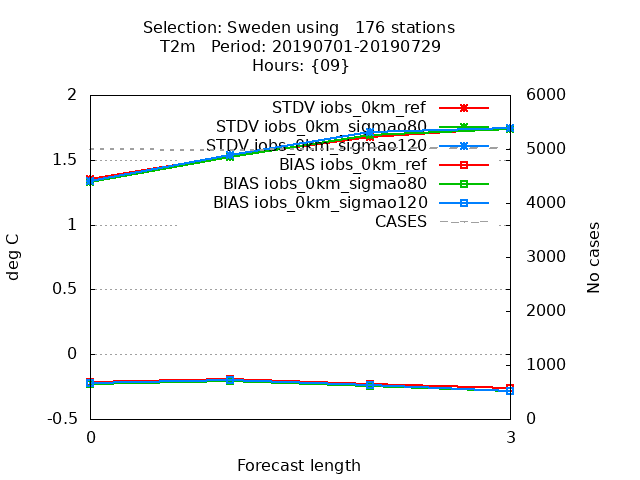 Selection: Sweden using   176 stations
T2m   Period: 20190701-20190729
Hours: {09}
2
6000
STDV iobs_0km_ref
STDV iobs_0km_sigmao80
STDV iobs_0km_sigmao120
1.5
5000
BIAS iobs_0km_ref
BIAS iobs_0km_sigmao80
BIAS iobs_0km_sigmao120
4000
CASES
1
deg C
No cases
3000
0.5
2000
0
1000
-0.5
0
0
3
Forecast length